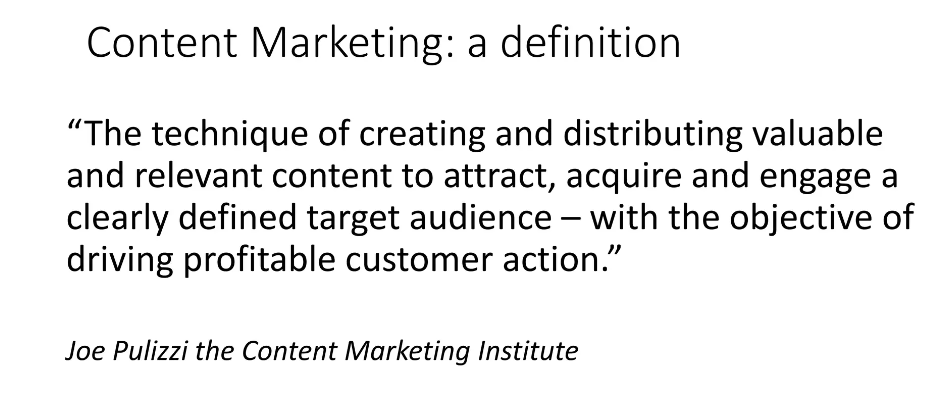 Content Marketing: a definition
“The technique of creating and distributing valuable
and relevant content to attract, acquire and engage a
clearly defined target audience – with the objective of
driving profitable customer action.”
Joe Pulizzi the Content Marketing Institute